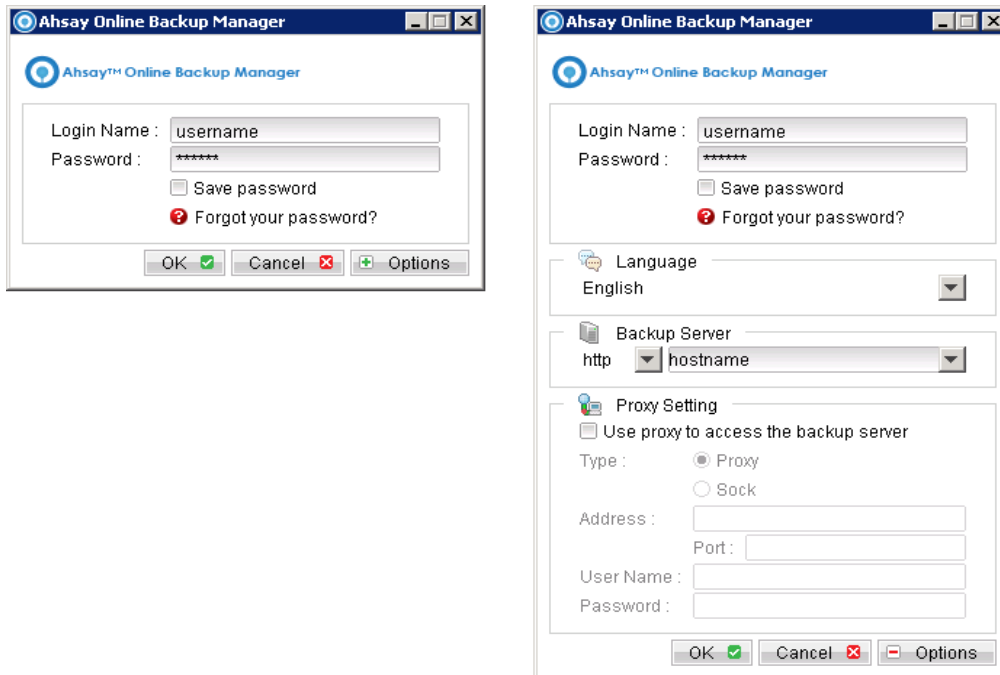 Ahsay Online Backup Manager
Ahsay™ Online Backup Manager
Login Name : username
Password : ******
Save password
Forgot your password?
OK Cancel Options
Ahsay Online Backup Manager
Ahsay™ Online Backup Manager
Login Name : username
Password : ******
Save password
Forgot your password?
Language
English
Backup Server
http hostname
Proxy Setting
Use proxy to access the backup server
Type : Proxy
Sock
Address :
Port :
User Name :
Password :
OK Cancel Options